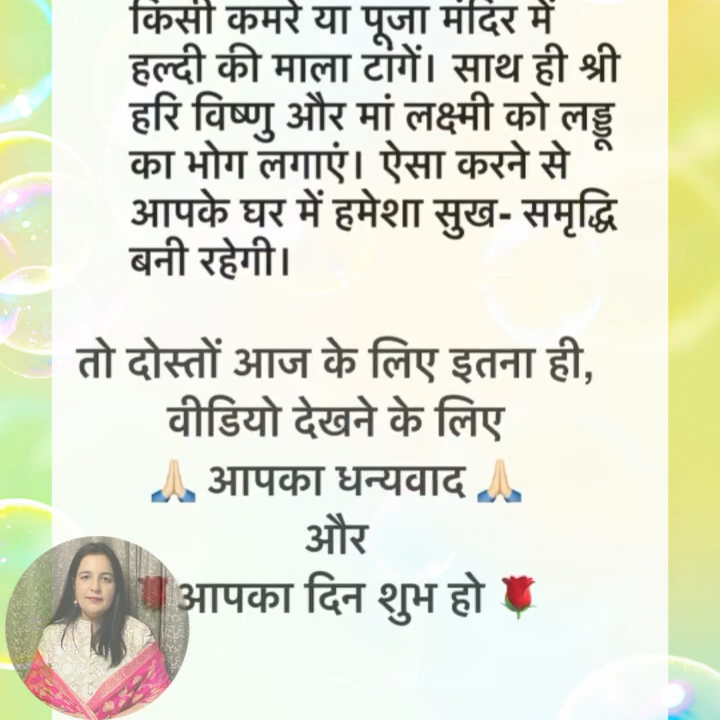 किसी कमरे या पूजा मंदिर में
हल्दी की माला टांगें। साथ ही श्री
हरि विष्णु और मां लक्ष्मी को लड्डू
का भोग लगाएं। ऐसा करने से
आपके घर में हमेशा सुख- समृद्धि
बनी रहेगी।
तो दोस्तों आज के लिए इतना ही,
वीडियो देखने के लिए
🙏 आपका धन्यवाद 🙏
और
🌹आपका दिन शुभ हो 🌹